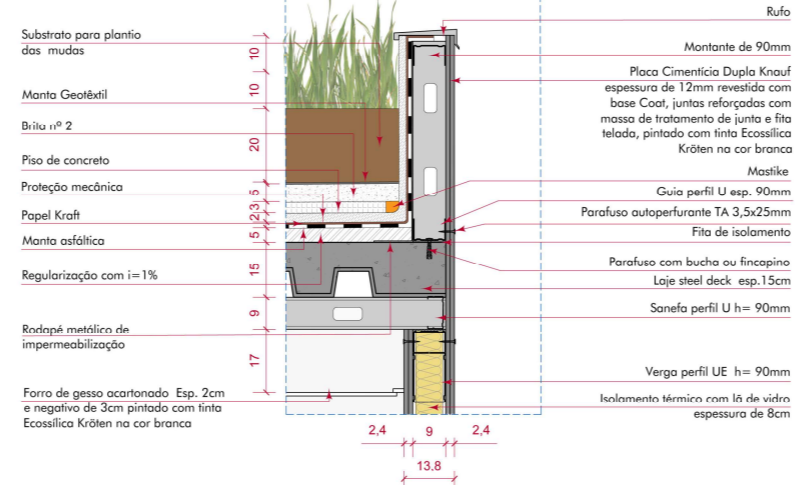 Substrato para plantio
das mudas
Manta Geotêxtil
Brita nº 2
Piso de concreto
Proteção mecânica
Papel Kraft
Manta asfáltica
Regularização com i=1%
Rodapé metálico de
impermeabilização
Forro de gesso acartonado Esp. 2cm
e negativo de 3cm pintado com tinta
Ecossílica Kröten na cor branca
10
10
20
5
3
2
5
15
9
17
Rufo
Montante de 90mm
Placa Cimentícia Dupla Knauf
espessura de 12mm revestida com
base Coat, juntas reforçadas com
massa de tratamento de junta e fita
telada, pintado com tinta Ecossílica
Kröten na cor branca
Mastike
Guia perfil U esp. 90mm
Parafuso autoperfurante TA 3,5x25mm
Fita de isolamento
Parafuso com bucha ou fincapino
Laje steel deck esp.15cm
Sanefa perfil U h= 90mm
Verga perfil UE h= 90mm
Isolamento térmico com lã de vidro
espessura de 8cm
2,4
9
2,4
13.8